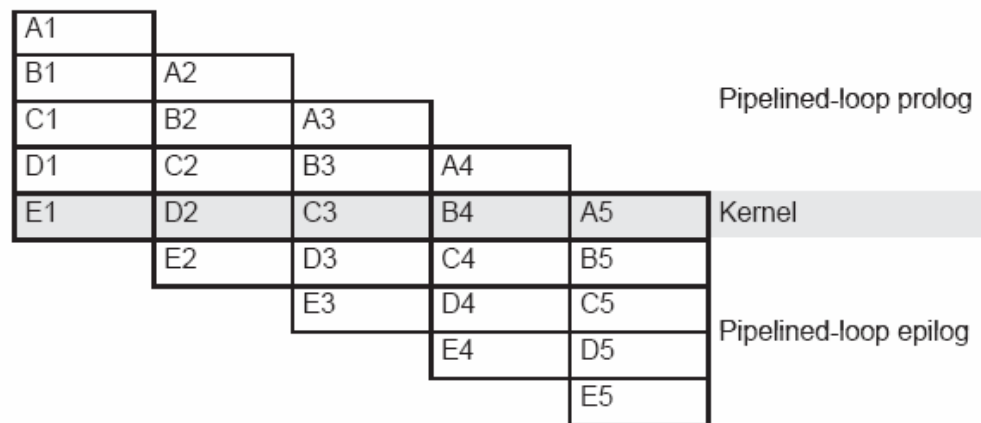 A1
B1 A2
C1 B2 A3 Pipelined-loop prolog
D1 C2 B3 A4
E1 D2 C3 B4 A5 Kernel
E2 D3 C4 B5
E3 D4 C5
Pipelined-loop epilog
E4 D5
E5